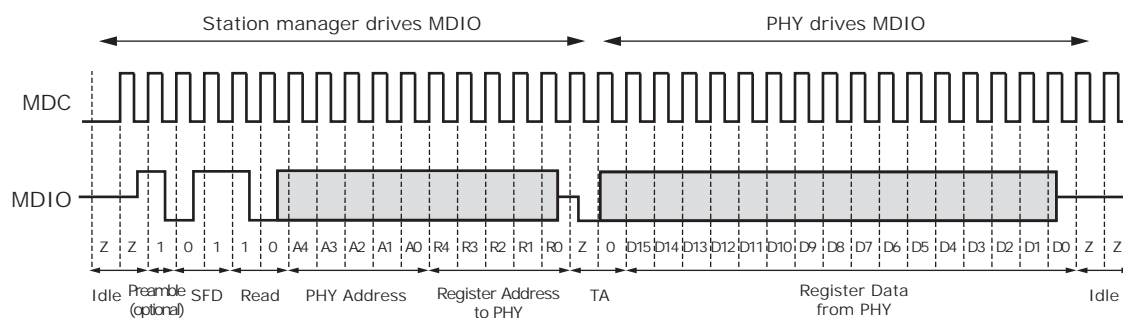 Station manager drives MDIO PHY drives MDIO
MDC
MDIO
Z Z 1 0 1 1 0 A4 A3 A2 A1 A0 R4 R3 R2 R1 R0 Z 0 D15 D14 D13 D12 D11 D10 D9 D8 D7 D6 D5 D4 D3 D2 D1 D0 Z Z
Idle Preamble SFD Read PHY Address Register Address TA Register Data Idle
(optional) to PHY from PHY